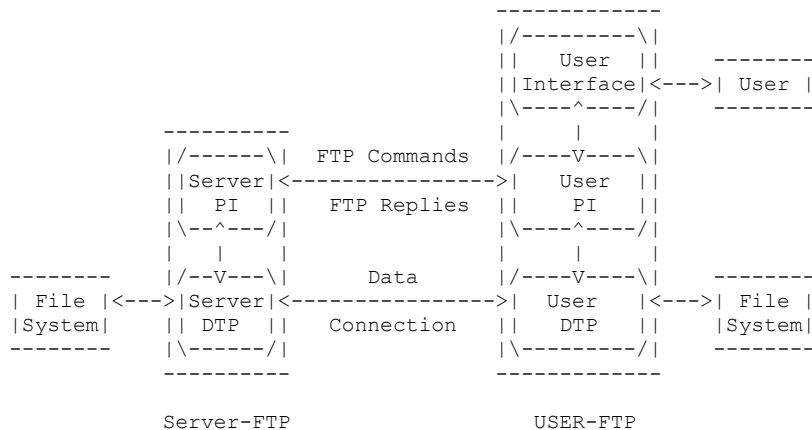 -------------
|/---------\|
||   User  ||    --------
||Interface|<--->| User |
|\----^----/|    --------
----------                |     |     |
|/------\|  FTP Commands  |/----V----\|
||Server|<---------------->|   User  ||
||  PI  ||   FTP Replies  ||    PI   ||
|\--^---/|                |\----^----/|
|   |    |                |     |     |
--------    |/--V---\|      Data      |/----V----\|    --------
| File |<--->|Server|<---------------->|  User   |<--->| File |
|System|    || DTP  ||   Connection   ||   DTP   ||    |System|
--------    |\------/|                |\---------/|    --------
----------                -------------
Server-FTP                   USER-FTP